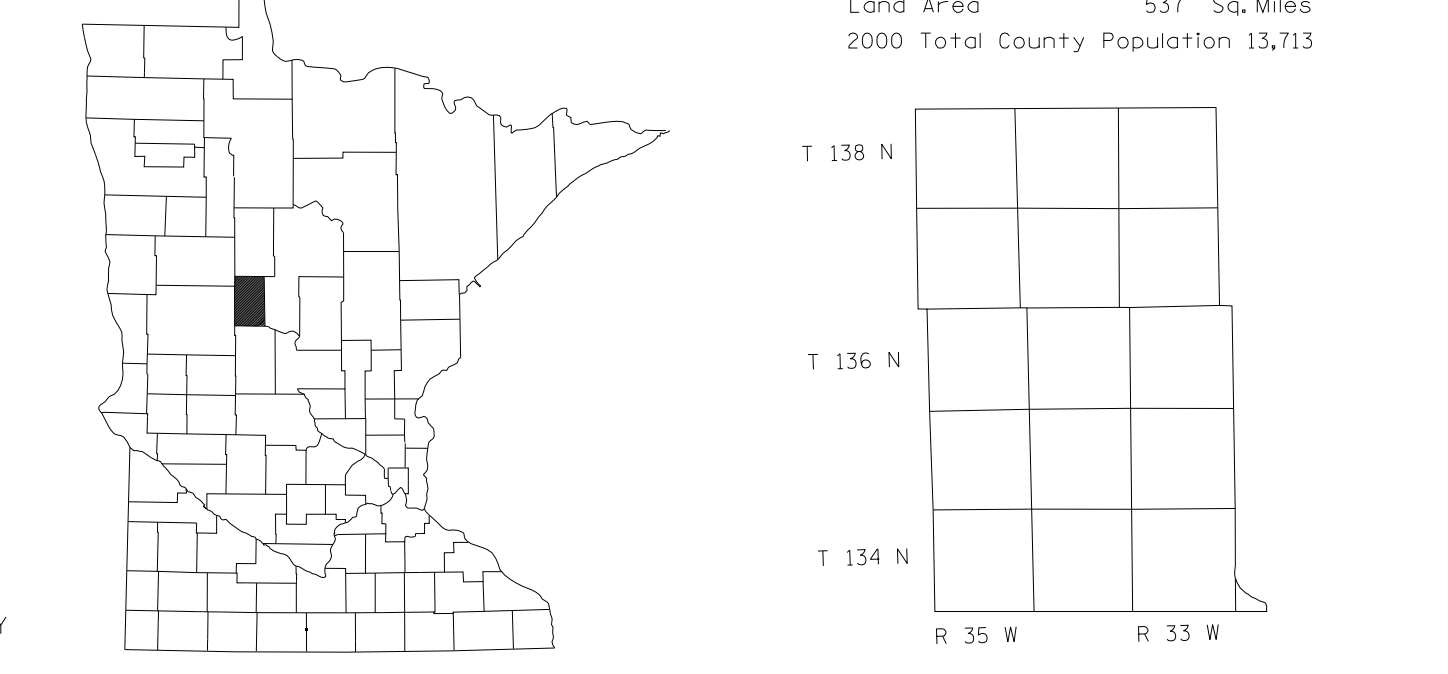 Land Area 537 Sq. Miles
2000 Total County Population 13,713
T 138 N
T 136 N
T 134 N
R 35 W R 33 W
Y